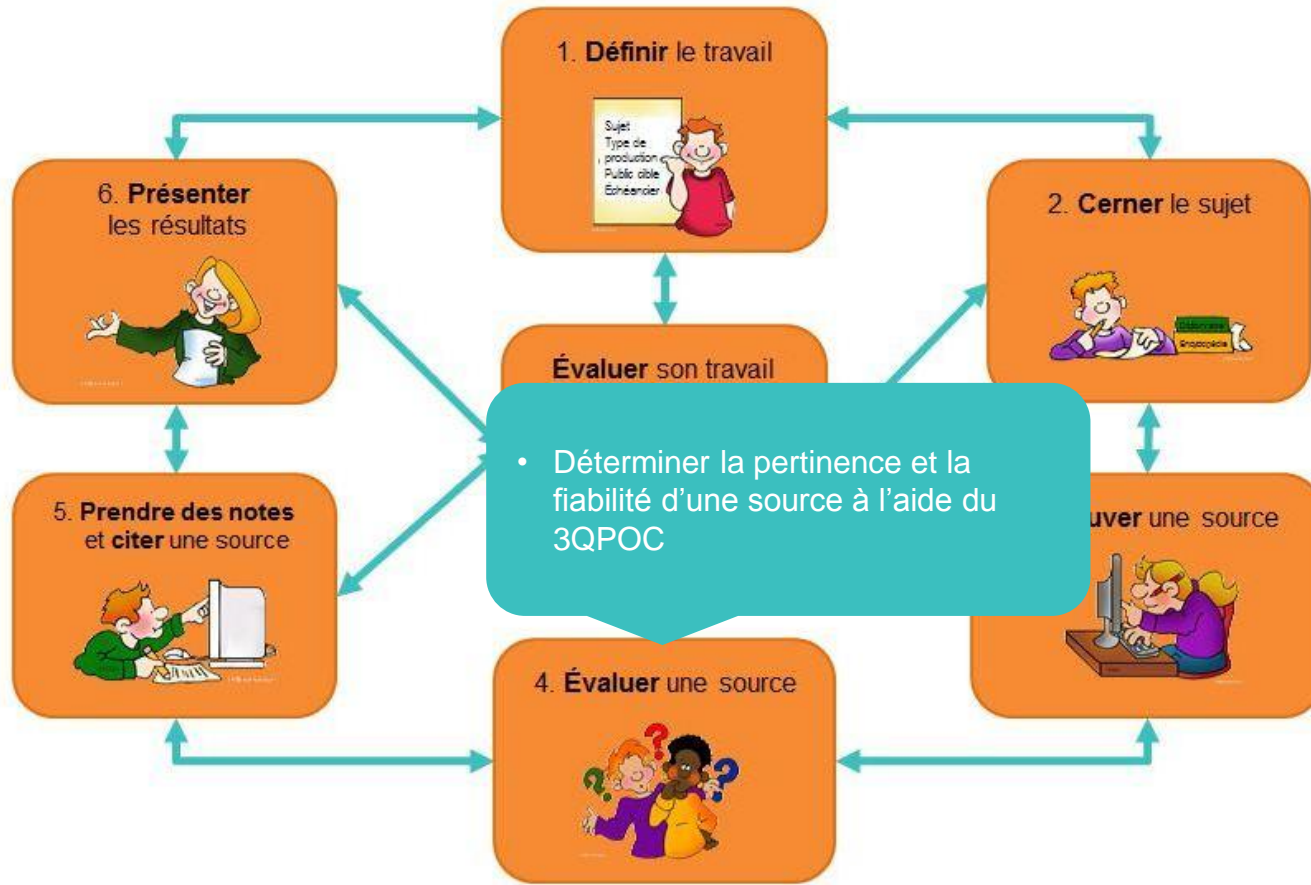 1. Définir le travail
Sujet
Type de
production
Public cible
Échéancier
6. Présenter
les résultats
2. Cerner le sujet
Encyclopédie
Évaluer son travail
• Déterminer la pertinence et la
fiabilité d'une source à l'aide du
3QPOC
5. Prendre des notes
et citer une source
uver une source
4. Évaluer une source
? ? ?